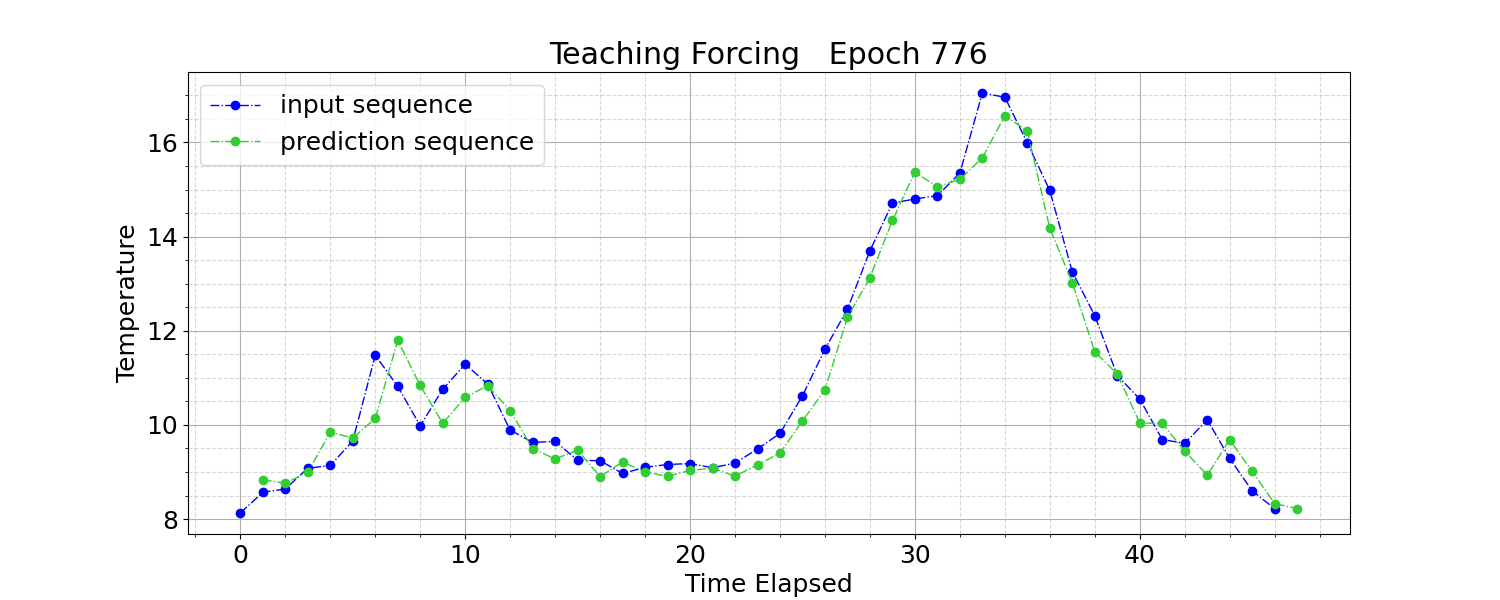 Teaching Forcing   Epoch 776
input sequence
prediction sequence
Temperature
16
14
12
10
8
0 10 20 30 40
Time Elapsed